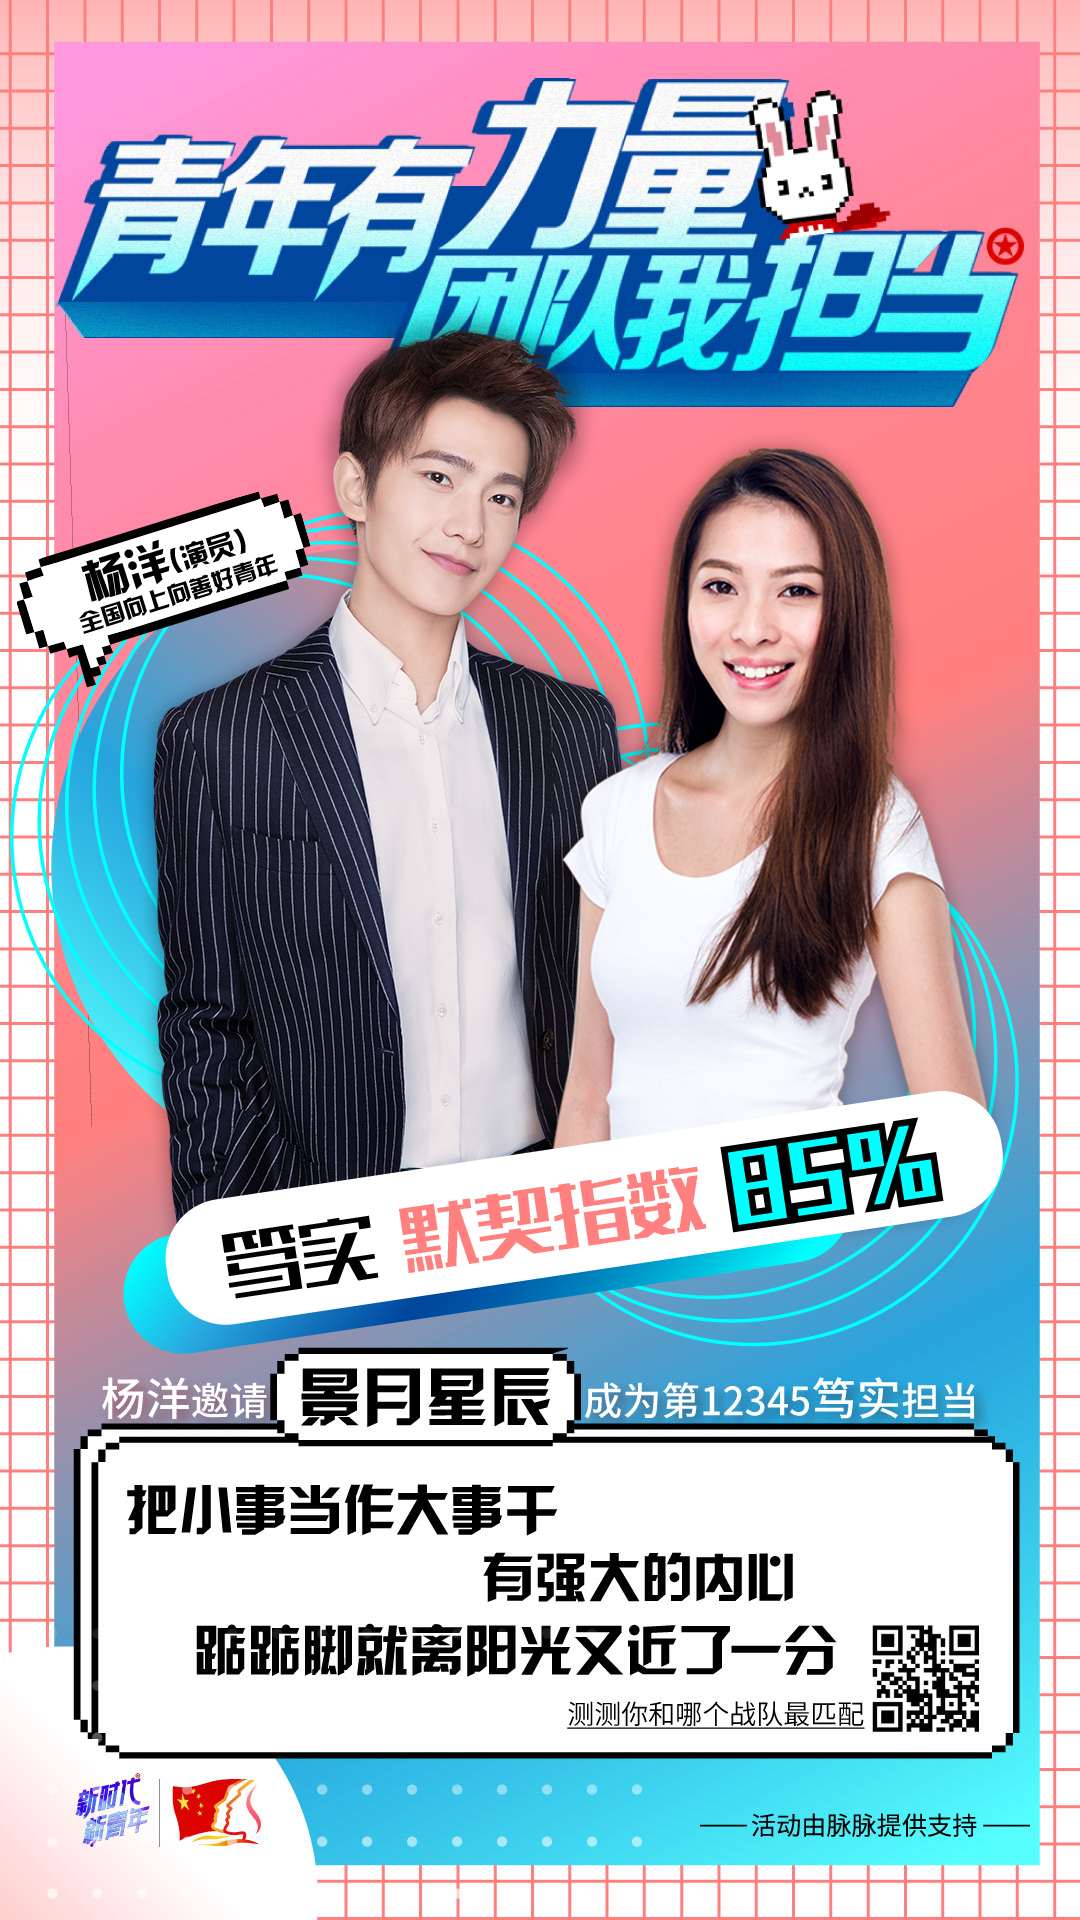 青年有力量
团队我担当
杨洋(演员)
全国向上向善好青年
笃实 默契指数 85%
杨洋邀请 景月星辰 成为第12345笃实担当
把小事当作大事干
有强大的内心
踮踮脚就离阳光又近了一分
测测你和哪个战队最匹配
新时代
新青年
活动由脉脉提供支持